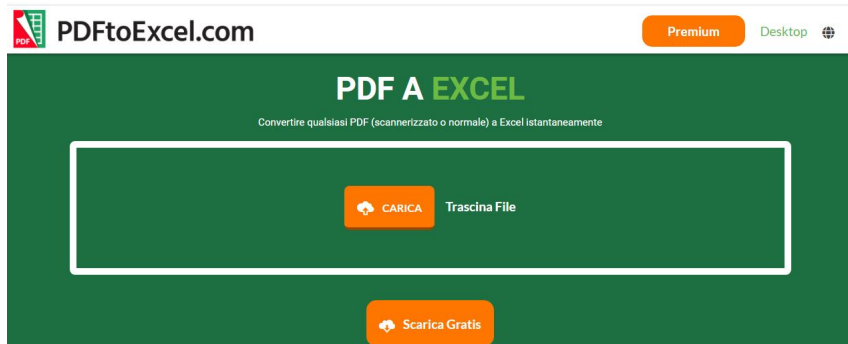 PDF
PDFtoExcel.com
Premium
Desktop
PDF A EXCEL
Convertire qualsiasi PDF (scannerizzato o normale) a Excel istantaneamente
CARICA
Trascina File
Scarica Gratis